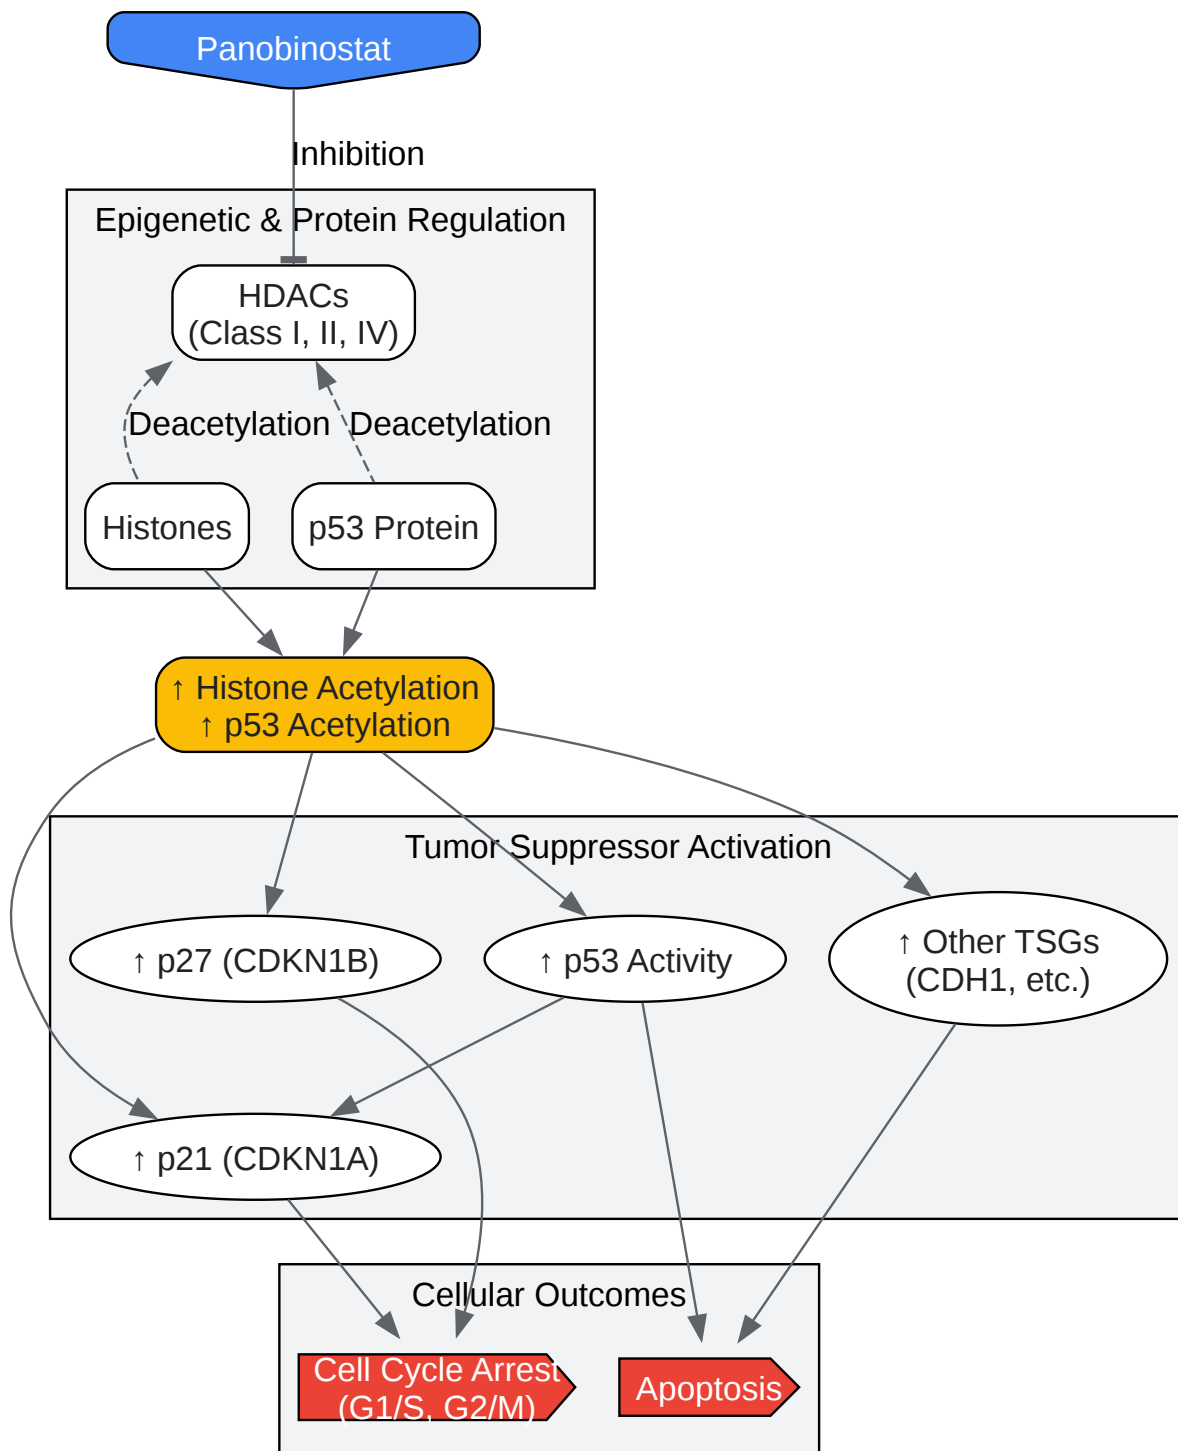 Panobinostat
Inhibition
Epigenetic & Protein Regulation
HDACs
(Class I, II, IV)
Deacetylation
Deacetylation
Histones
p53 Protein
↑ Histone Acetylation
↑ p53 Acetylation
Tumor Suppressor Activation
↑ p27 (CDKN1B)
↑ p53 Activity
↑ Other TSGs
(CDH1, etc.)
↑ p21 (CDKN1A)
Cellular Outcomes
Cell Cycle Arrest
(G1/S, G2/M)
Apoptosis